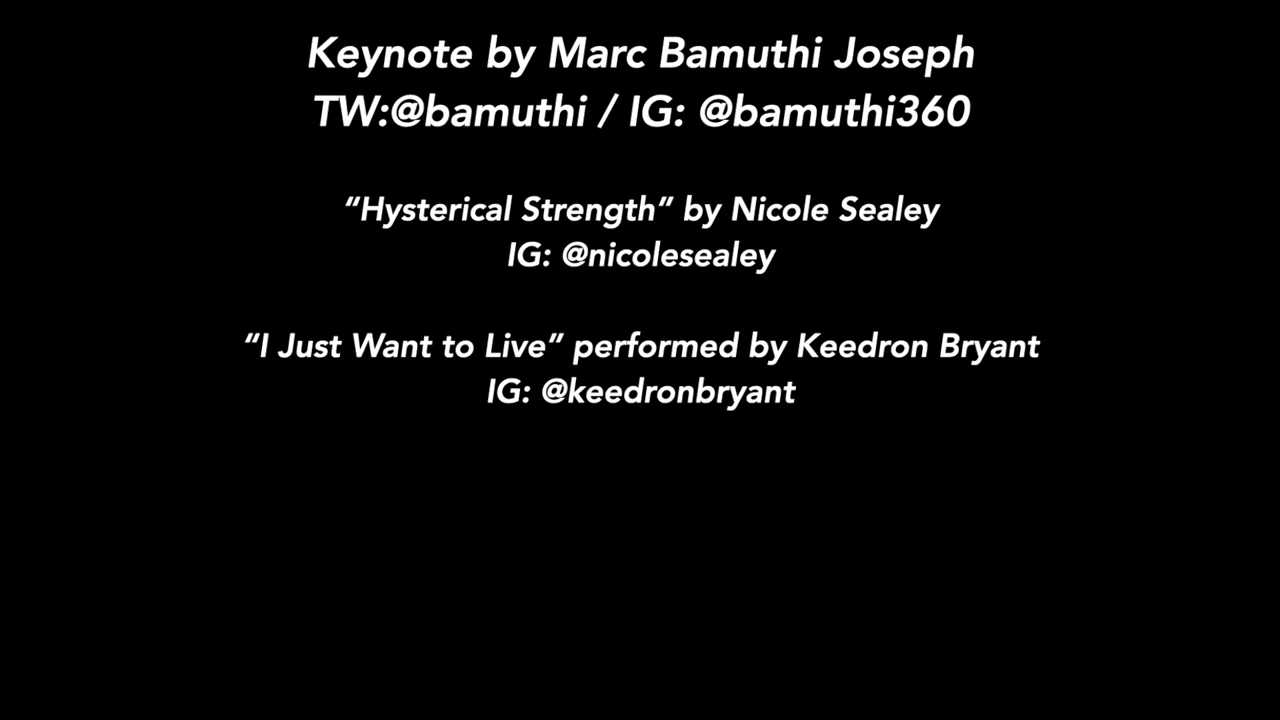 Keynote by Marc Bamuthi Joseph
TW:@bamuthi / IG: @bamuthi360
“Hysterical Strength” by Nicole Sealey
IG: @nicolesealey
“I Just Want to Live” performed by Keedron Bryant
IG: @keedronbryant